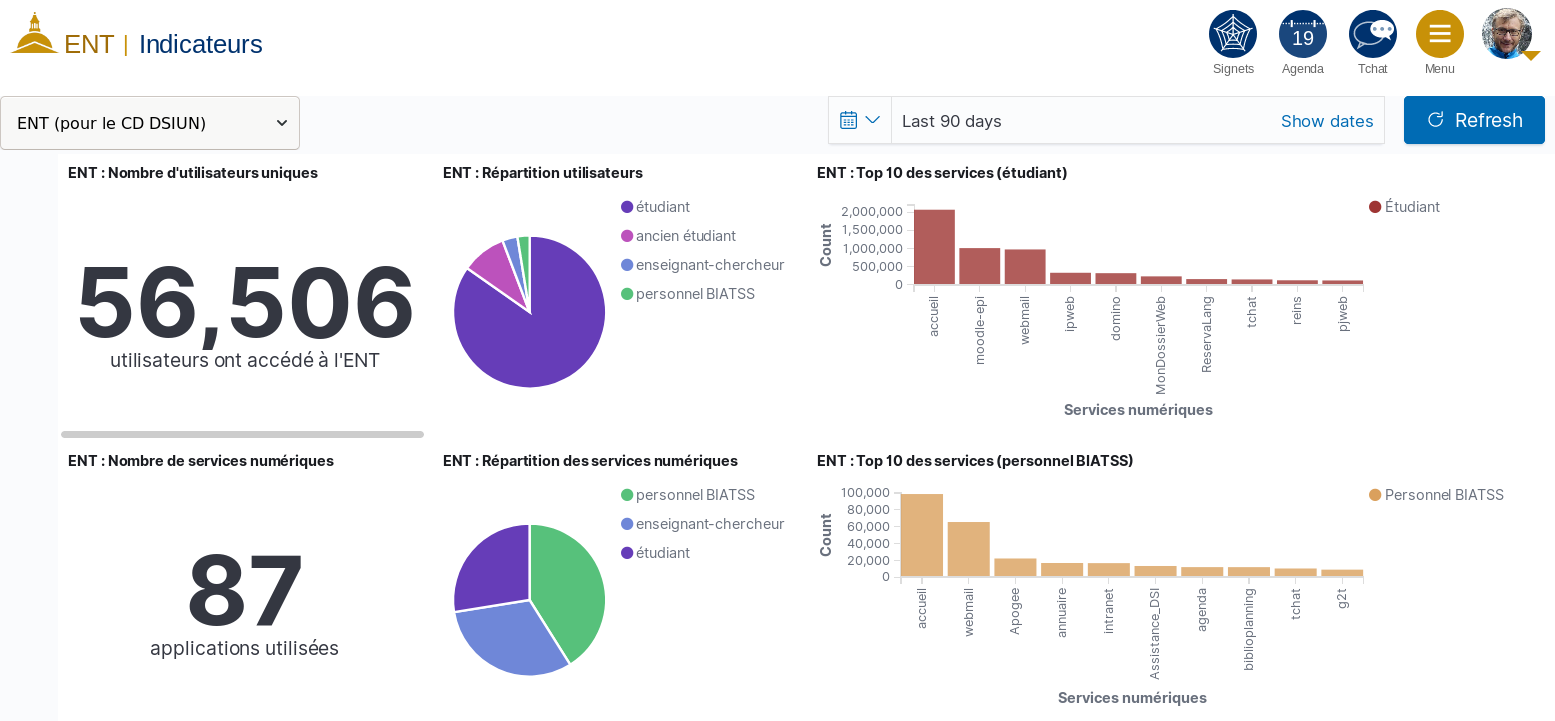 ENT | Indicateurs
19
Signets
Agenda
Tchat
Menu
ENT (pour le CD DSIUN)
Last 90 days
Show dates
Refresh
ENT : Nombre d'utilisateurs uniques
56,506
utilisateurs ont accédé à l'ENT
ENT : Répartition utilisateurs
étudiant
ancien étudiant
enseignant-chercheur
personnel BIATSS
ENT : Top 10 des services (étudiant)
Étudiant
Count
2,000,000
1,500,000
1,000,000
500,000
0
accueil
moodle-epi
webmail
ipweb
domino
MonDossierWeb
ReservaLang
tchat
reins
pjweb
Services numériques
ENT : Nombre de services numériques
87
applications utilisées
ENT : Répartition des services numériques
personnel BIATSS
enseignant-chercheur
étudiant
ENT : Top 10 des services (personnel BIATSS)
Personnel BIATSS
Count
100,000
80,000
60,000
40,000
20,000
0
accueil
webmail
Apogee
annuaire
intranet
Assistance_DSI
agenda
biblioplanning
tchat
g2t
Services numériques